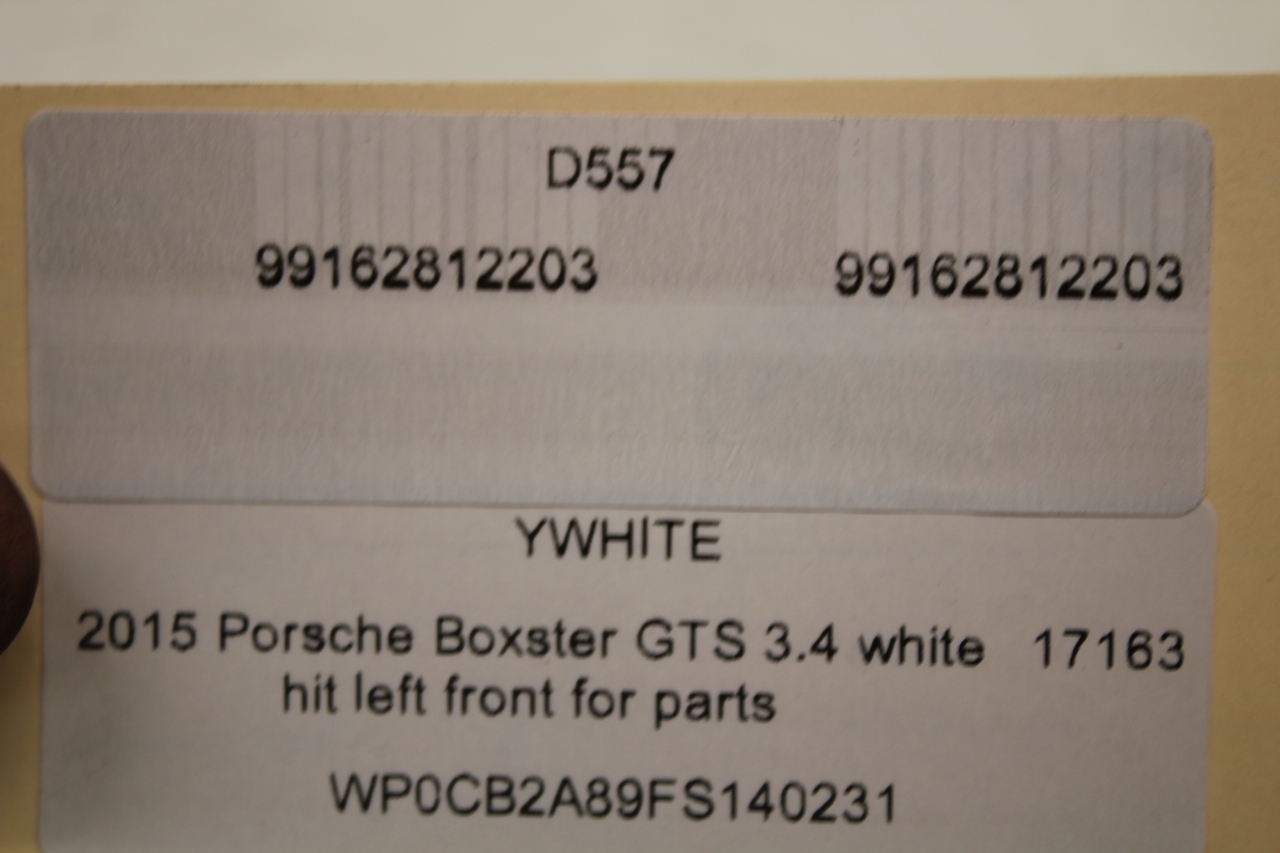 D557
99162812203 99162812203
YWHITE
2015 Porsche Boxster GTS 3.4 white 17163
hit left front for parts
WP0CB2A89FS140231